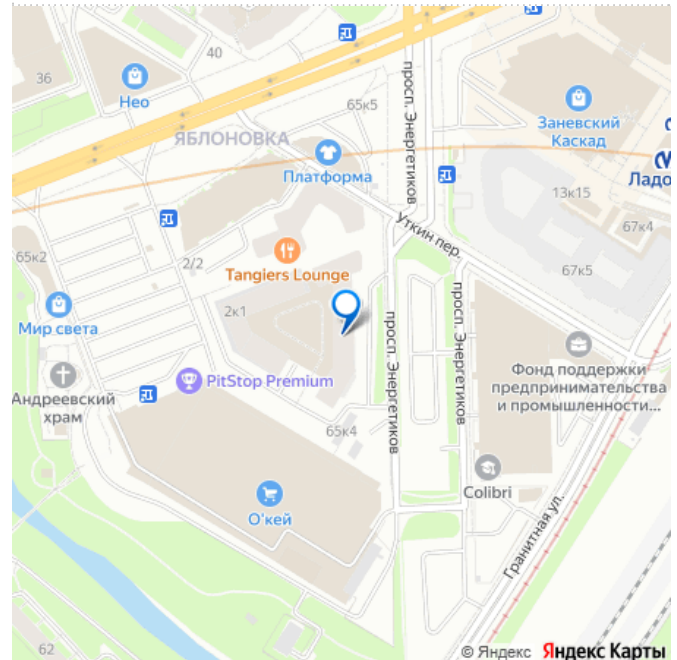 36
40
Нео
65к5
ЯБЛОНОВКА
Платформа
просп. Энергетиков
Заневский
Каскад
Ладо
13к15
67к4
Уткин пер.
67к5
65к2
2/2
Tangiers Lounge
2к1
Мир света
просп. Энергетиков
просп. Энергетиков
Фонд поддержки
предпринимательства
и промышленности...
Андреевский
храм
PitStop Premium
65к4
О'кей
Colibri
Гранитная ул.
62
© Яндекс Яндекс Карты